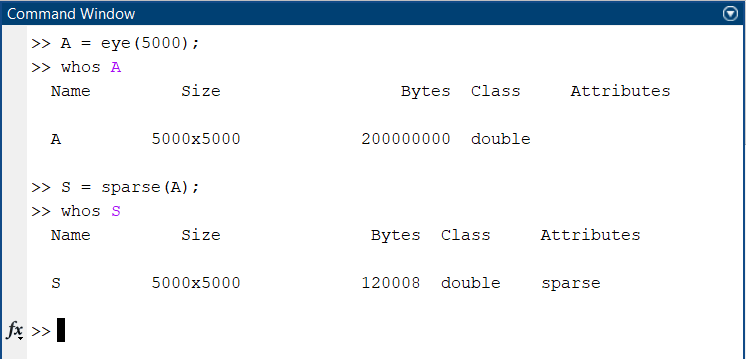 Command Window
>> A = eye(5000);
>> whos A
Name Size Bytes Class Attributes
A 5000x5000 200000000 double
>> S = sparse(A);
>> whos S
Name Size Bytes Class Attributes
S 5000x5000 120008 double sparse
fx >>